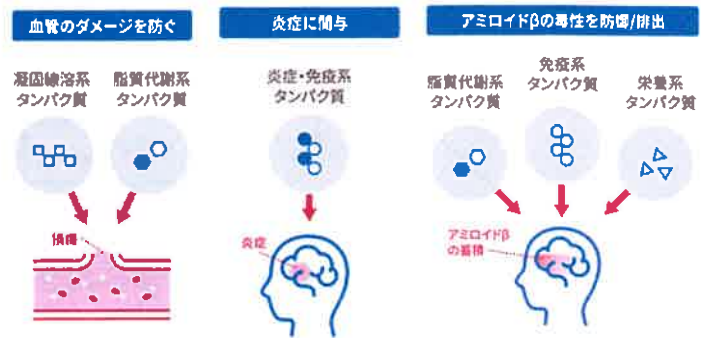 血管のダメージを防ぐ
凝固線溶系
タンパク質
脂質代謝系
タンパク質
損傷
炎症に関与
炎症・免疫系
タンパク質
炎症
アミロイドβの毒性を防御/排出
脂質代謝系
タンパク質
免疫系
タンパク質
栄養系
タンパク質
アミロイドβ
の蓄積